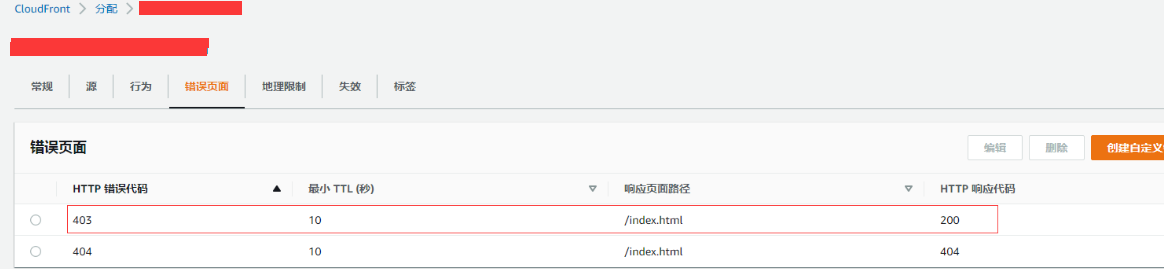 CloudFront > 分配 >
常规 源 行为 错误页面 地理限制 失效 标签
错误页面 编辑 删除 创建自定义
HTTP 错误代码 最小 TTL (秒) 响应页面路径 HTTP 响应代码
403 10 /index.html 200
404 10 /index.html 404